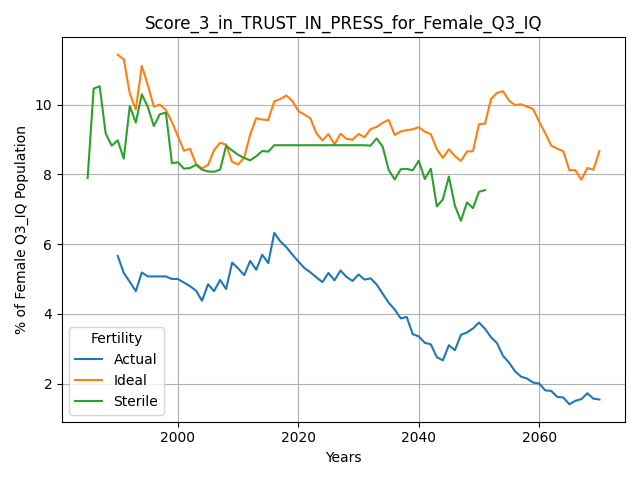 Score_3_in_TRUST_IN_PRESS_for_Female_Q3_IQ
% of Female Q3_IQ Population
10
8
6
4
2
Fertility
Actual
Ideal
Sterile
2000 2020 2040 2060
Years